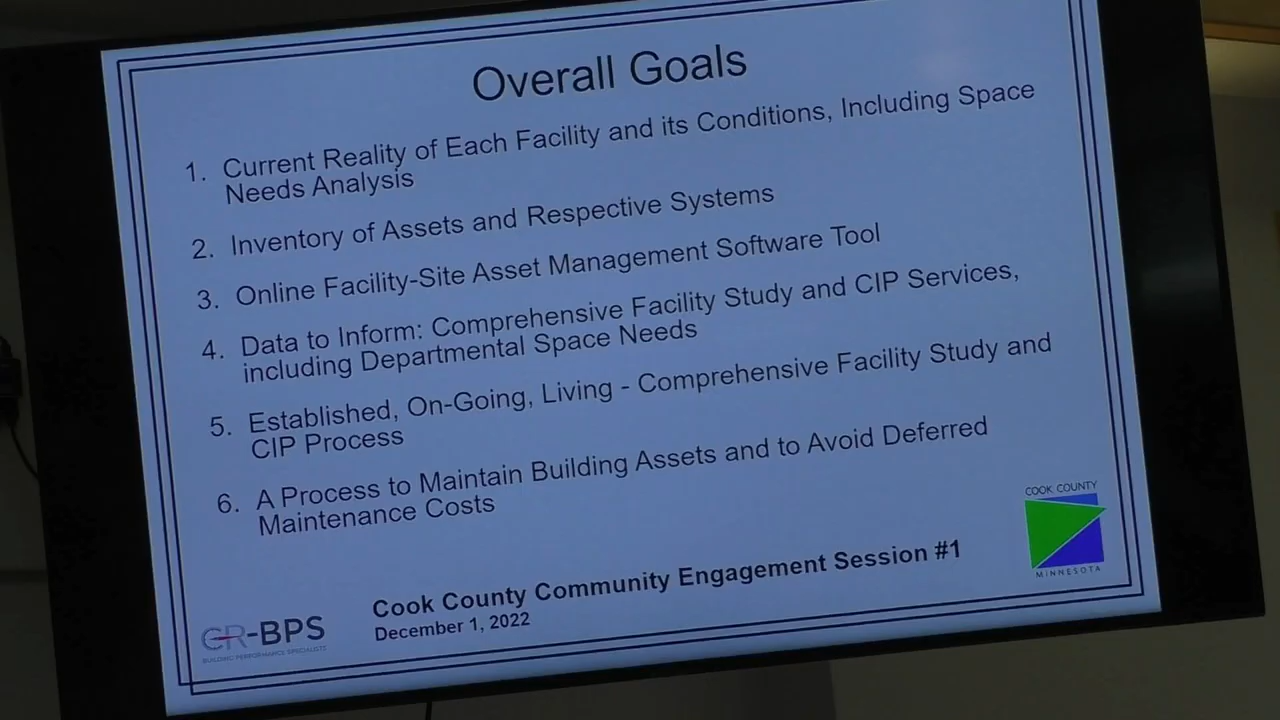 Overall Goals
1. Current Reality of Each Facility and its Conditions, Including Space
Needs Analysis
2. Inventory of Assets and Respective Systems
3. Online Facility-Site Asset Management Software Tool
4. Data to Inform: Comprehensive Facility Study and CIP Services,
including Departmental Space Needs
5. Established, On-Going, Living - Comprehensive Facility Study and
CIP Process
6. A Process to Maintain Building Assets and to Avoid Deferred
Maintenance Costs
COOK COUNTY
MINNESOTA
Cook County Community Engagement Session #1
December 1, 2022
CR-BPS
BUILDING PERFORMANCE SPECIALISTS